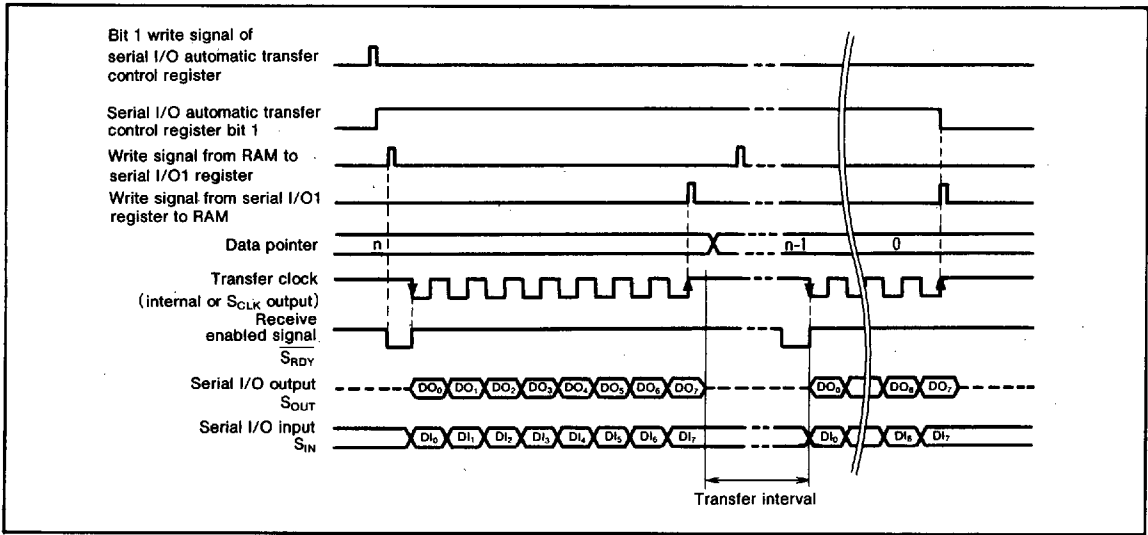 Bit 1 write signal of
serial I/O automatic transfer
control register
Serial I/O automatic transfer
control register bit 1
Write signal from RAM to
serial I/O1 register
Write signal from serial I/O1
register to RAM
Data pointer
n
n-1
0
Transfer clock
(internal or SCLK output)
Receive
enabled signal
SRDY
Serial I/O output
SOUT
DO0 DO1 DO2 DO3 DO4 DO5 DO6 DO7
DO0 DO6 DO7
Serial I/O input
SIN
DI0 DI1 DI2 DI3 DI4 DI5 DI6 DI7
DI0 DI6 DI7
Transfer interval